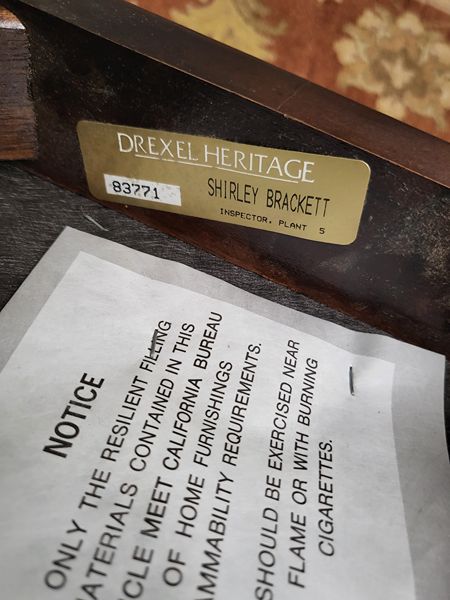 DREXEL HERITAGE
83771
SHIRLEY BRACKETT
INSPECTOR, PLANT 5
NOTICE
ONLY THE RESILIENT FILLING
MATERIALS CONTAINED IN THIS
CLE MEET CALIFORNIA BUREAU
OF HOME FURNISHINGS
AMMABILITY REQUIREMENTS.
SHOULD BE EXERCISED NEAR
FLAME OR WITH BURNING
CIGARETTES.